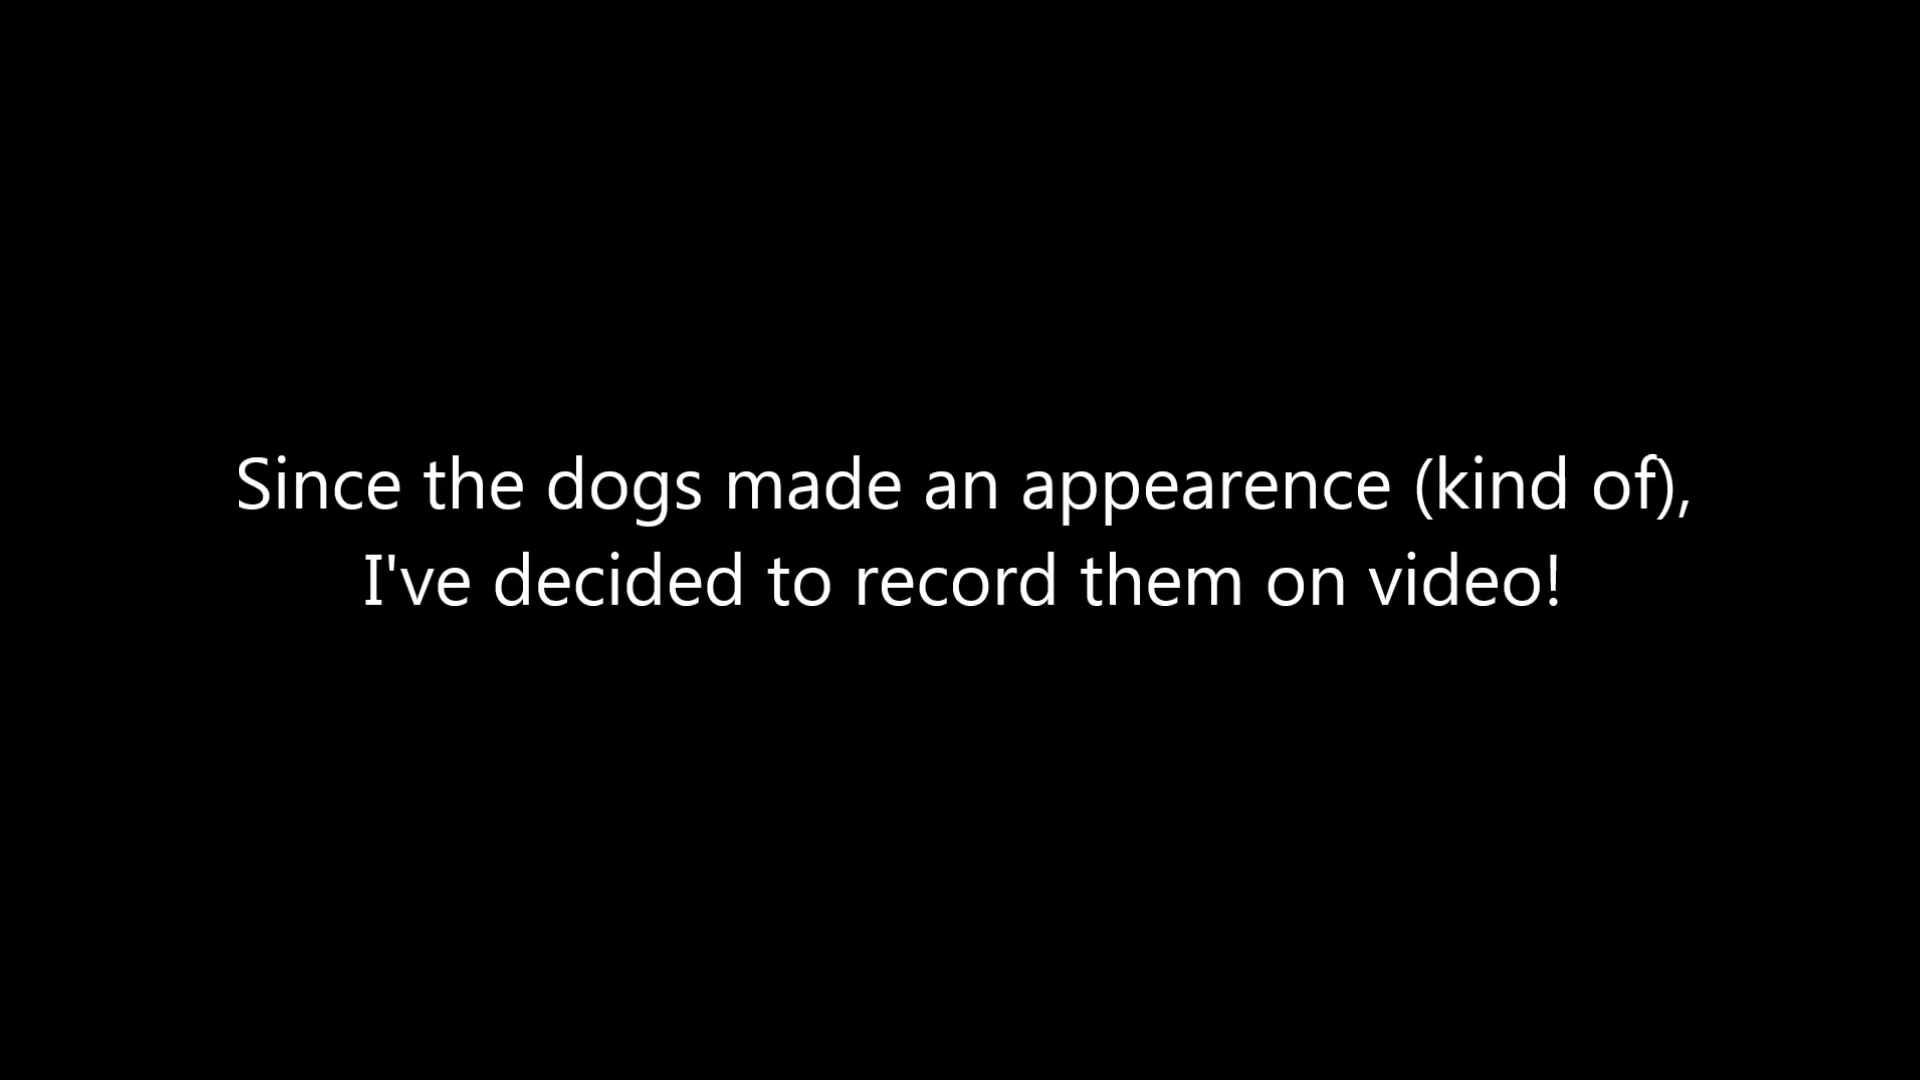 Since the dogs made an appearence (kind of),
I've decided to record them on video!